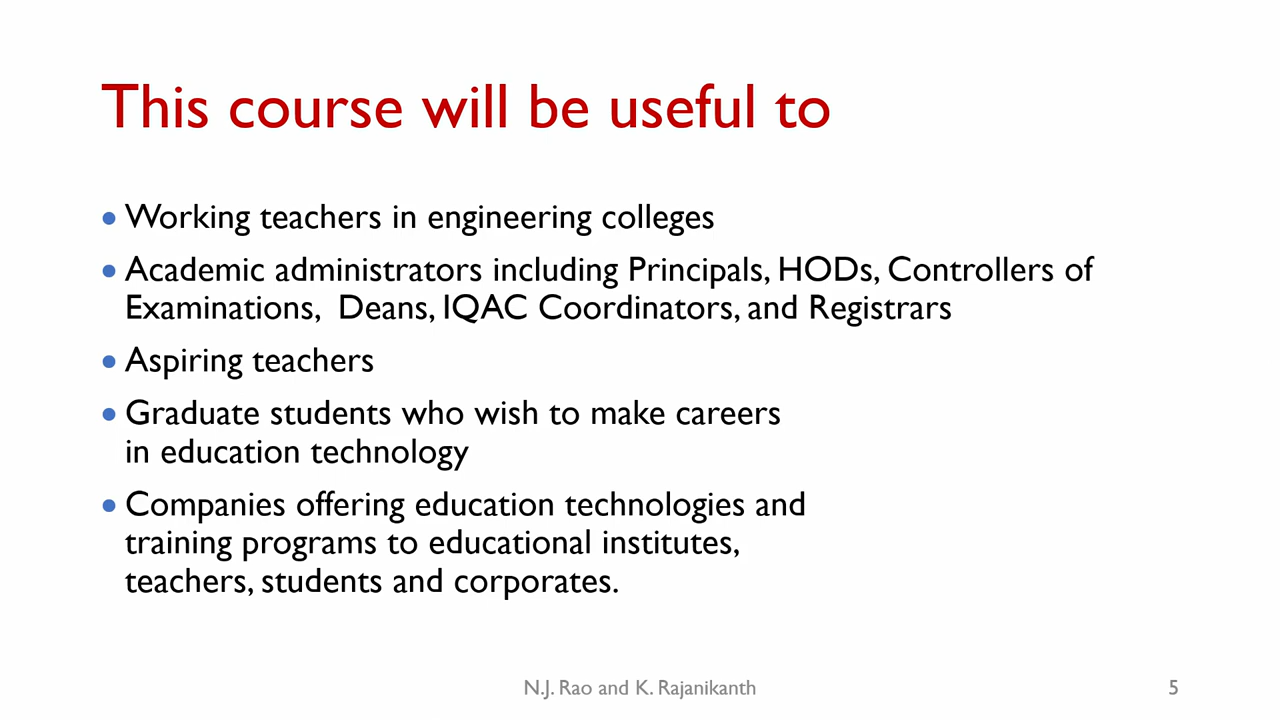 This course will be useful to
• Working teachers in engineering colleges
• Academic administrators including Principals, HODs, Controllers of
Examinations,  Deans, IQAC Coordinators, and Registrars
• Aspiring teachers
• Graduate students who wish to make careers
in education technology
• Companies offering education technologies and
training programs to educational institutes,
teachers, students and corporates.
N.J. Rao and K. Rajanikanth
5